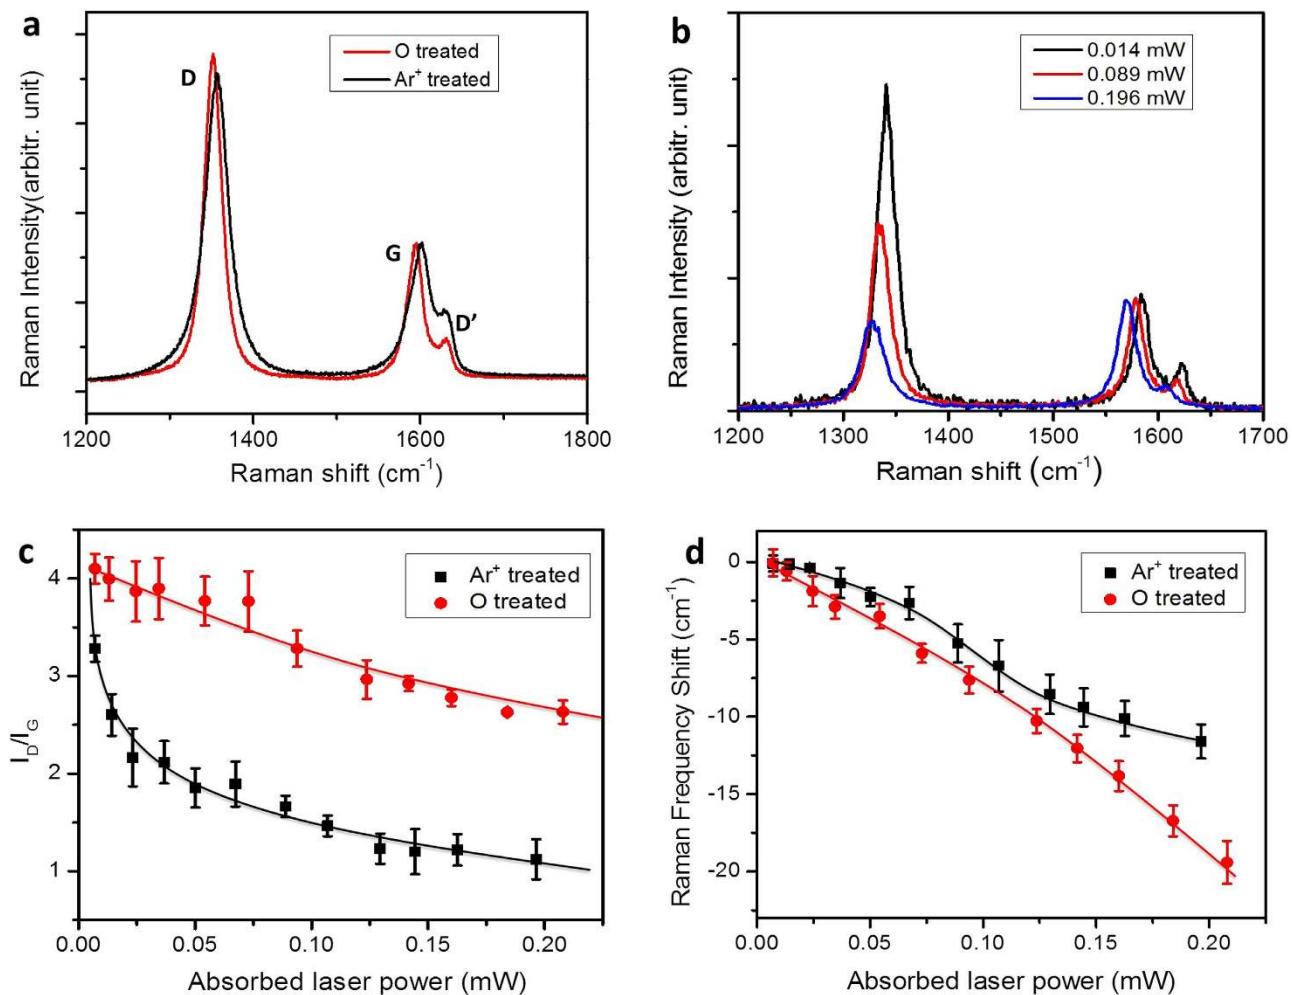 a
O treated
Ar⁺ treated
D
G
D'
Raman Intensity(arbitr. unit)
1200
1400
1600
1800
Raman shift (cm⁻¹)
b
0.014 mW
0.089 mW
0.196 mW
Raman Intensity (arbitr. unit)
1200
1300
1400
1500
1600
1700
Raman shift (cm⁻¹)
c
Ar⁺ treated
O treated
I_D/I_G
4
3
2
1
0.00
0.05
0.10
0.15
0.20
Absorbed laser power (mW)
d
Ar⁺ treated
O treated
Raman Frequency Shift (cm⁻¹)
0
-5
-10
-15
-20
0.00
0.05
0.10
0.15
0.20
Absorbed laser power (mW)